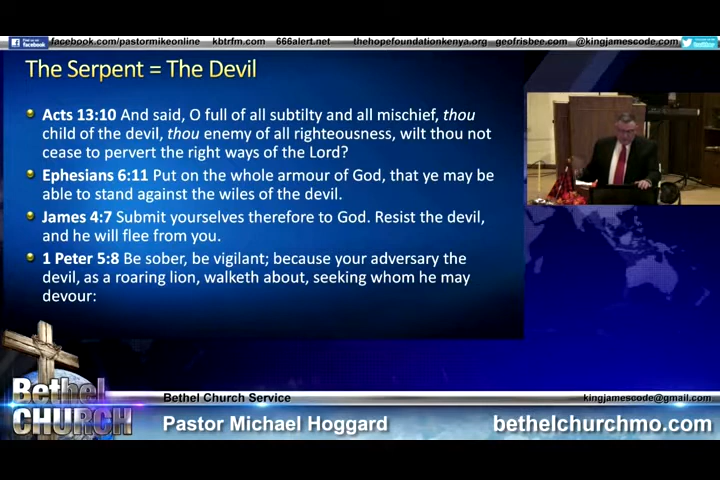 Find us on facebook facebook.com/pastormikeonline kbtrfm.com 666alert.net thehopefoundationkenya.org geofrisbee.com @kingjamescode.com twitter
The Serpent = The Devil
Acts 13:10 And said, O full of all subtilty and all mischief, thou
child of the devil, thou enemy of all righteousness, wilt thou not
cease to pervert the right ways of the Lord?
Ephesians 6:11 Put on the whole armour of God, that ye may be
able to stand against the wiles of the devil.
James 4:7 Submit yourselves therefore to God. Resist the devil,
and he will flee from you.
1 Peter 5:8 Be sober, be vigilant; because your adversary the
devil, as a roaring lion, walketh about, seeking whom he may
devour:
Bethel
CHURCH
Bethel Church Service kingjamescode@gmail.com
Pastor Michael Hoggard bethelchurchmo.com